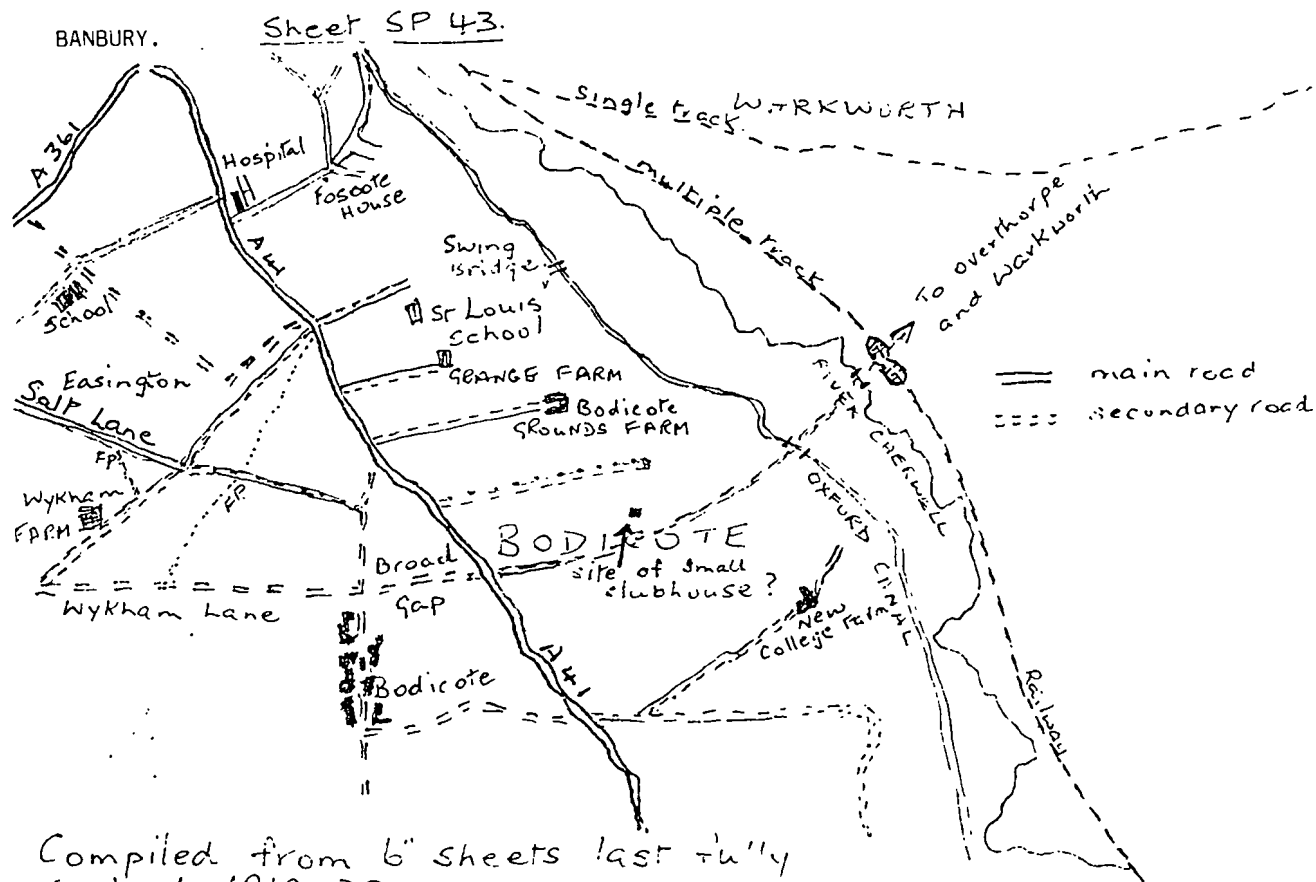 BANBURY.
Sheet SP 43.
Single track
WARKWORTH
A 361
Hospital
Foscote
House
multiple track
To Overthorpe
and Warkworth
A 41
Swing
Bridge
School
St Louis
School
Easington
GRANGE FARM
RIVER CHERWELL
main road
secondary road
Salt Lane
Bodicote
GROUNDS FARM
FP
Wykham
FARM
FP
OXFORD CANAL
BODICOTE
Broad
Gap
site of small
clubhouse?
Wykham Lane
New
College Farm
A 41
Bodicote
Railway
Compiled from 6" sheets last fully